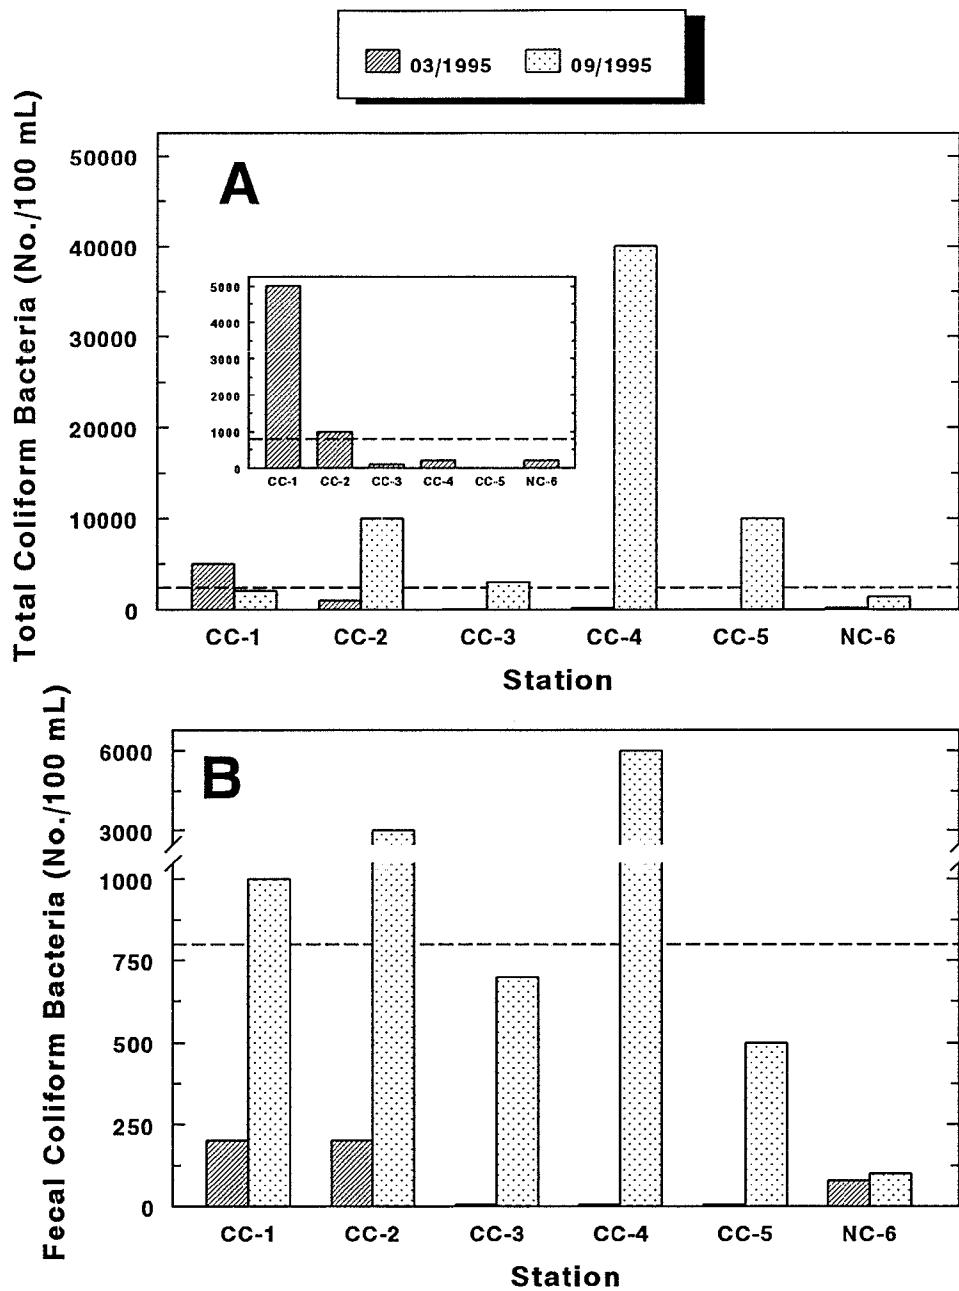 03/1995 09/1995
Total Coliform Bacteria (No./100 mL)
A
50000
40000
30000
20000
10000
0
5000
4000
3000
2000
1000
0
CC-1 CC-2 CC-3 CC-4 CC-5 NC-6
CC-1 CC-2 CC-3 CC-4 CC-5 NC-6
Station
Fecal Coliform Bacteria (No./100 mL)
B
6000
3000
1000
750
500
250
0
CC-1 CC-2 CC-3 CC-4 CC-5 NC-6
Station